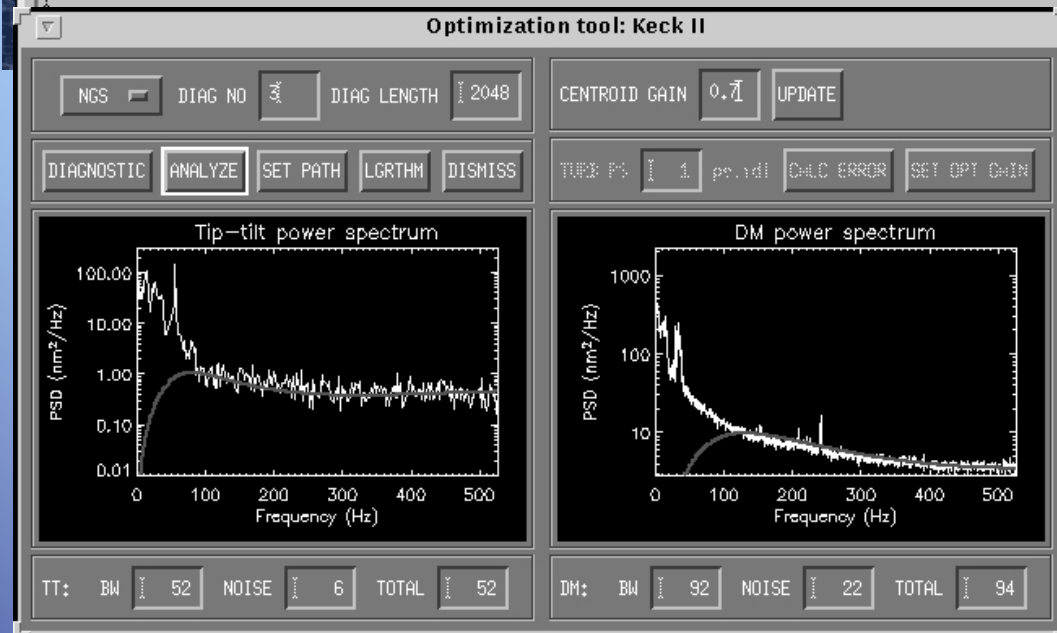 Optimization tool: Keck II
NGS DIAG NO 3 DIAG LENGTH 2048
CENTROID GAIN 0.7 UPDATE
DIAGNOSTIC ANALYZE SET PATH LGRTHM DISMISS
1 ERROR SET OPT
Tip-tilt power spectrum
PSD (nm²/Hz)
100.00
10.00
1.00
0.10
0.01
0 100 200 300 400 500
Frequency (Hz)
DM power spectrum
PSD (nm²/Hz)
1000
100
10
0 100 200 300 400 500
Frequency (Hz)
TT: BW 52 NOISE 6 TOTAL 52
DM: BW 92 NOISE 22 TOTAL 94